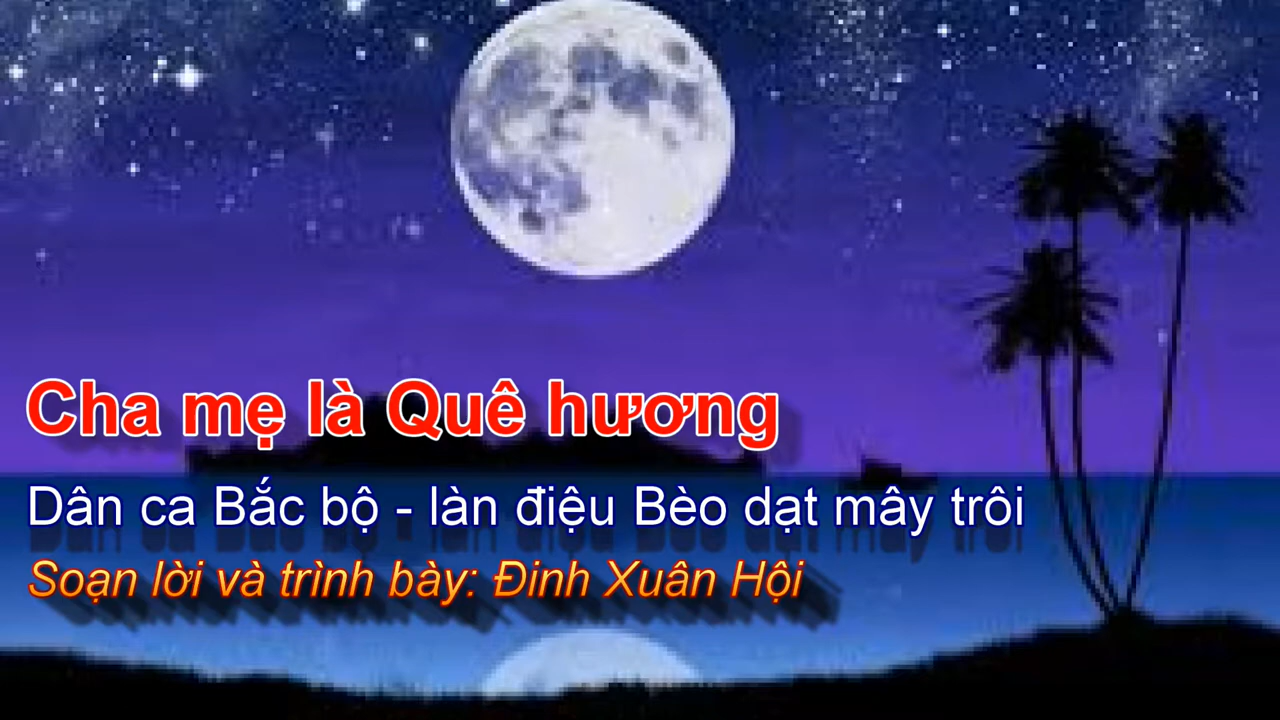 Cha mẹ là Quê hương
Dân ca Bắc bộ - làn điệu Bèo dạt mây trôi
Soạn lời và trình bày: Đinh Xuân Hội